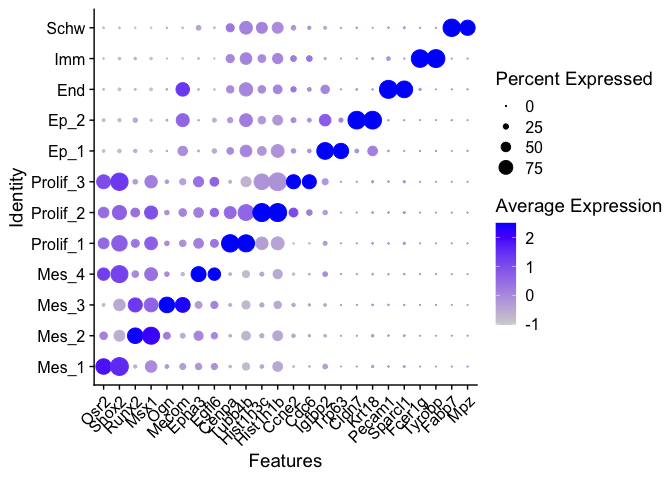 Schw
Imm
End
Ep_2
Ep_1
Prolif_3
Prolif_2
Prolif_1
Mes_4
Mes_3
Mes_2
Mes_1
Identity
Osr2
Shox2
Runx2
Msx1
Ogn
Mecom
Epha3
Egfl6
Cenpa
Tubb4b
Hist1h3c
Hist1h1b
Ccne2
Cdc6
Igfbp2
Trp63
Cldn7
Krt18
Pecam1
Sparcl1
Fcer1g
Tyrobp
Fabp7
Mpz
Features
Percent Expressed
0
25
50
75
Average Expression
2
1
0
-1